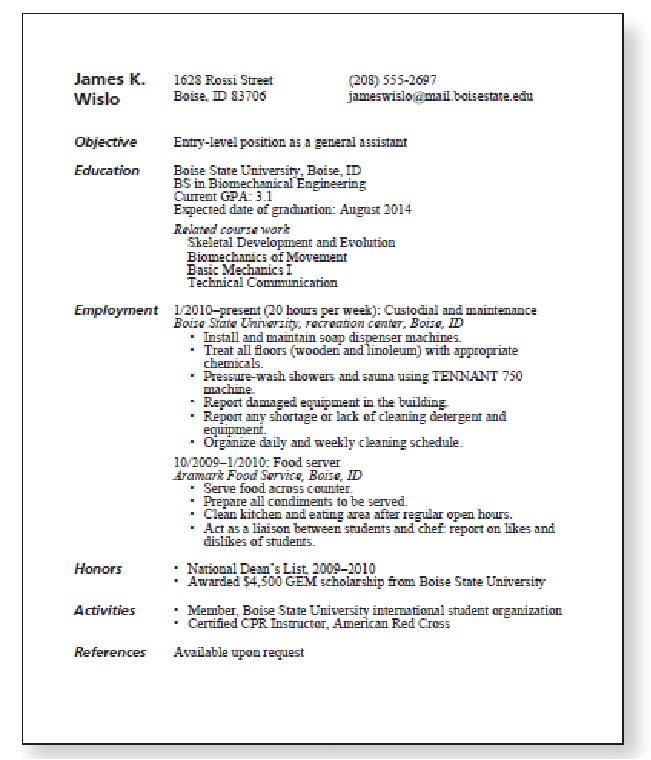 James K. Wislo
1628 Rossi Street
Boise, ID 83706
(208) 555-2697
jameswislo@mail.boisestate.edu
Objective
Entry-level position as a general assistant
Education
Boise State University, Boise, ID
BS in Biomechanical Engineering
Current GPA: 3.1
Expected date of graduation: August 2014
Related course work
Skeletal Development and Evolution
Biomechanics of Movement
Basic Mechanics I
Technical Communication
Employment
1/2010–present (20 hours per week): Custodial and maintenance
Boise State University, recreation center, Boise, ID
• Install and maintain soap dispenser machines.
• Treat all floors (wooden and linoleum) with appropriate
chemicals.
• Pressure-wash showers and sauna using TENNANT 750
machine.
• Report damaged equipment in the building.
• Report any shortage or lack of cleaning detergent and
equipment.
• Organize daily and weekly cleaning schedule.
10/2009–1/2010: Food server
Aramark Food Service, Boise, ID
• Serve food across counter.
• Prepare all condiments to be served.
• Clean kitchen and eating area after regular open hours.
• Act as a liaison between students and chef: report on likes and
dislikes of students.
Honors
• National Dean's List, 2009–2010
• Awarded $4,500 GEM scholarship from Boise State University
Activities
• Member, Boise State University international student organization
• Certified CPR Instructor, American Red Cross
References
Available upon request